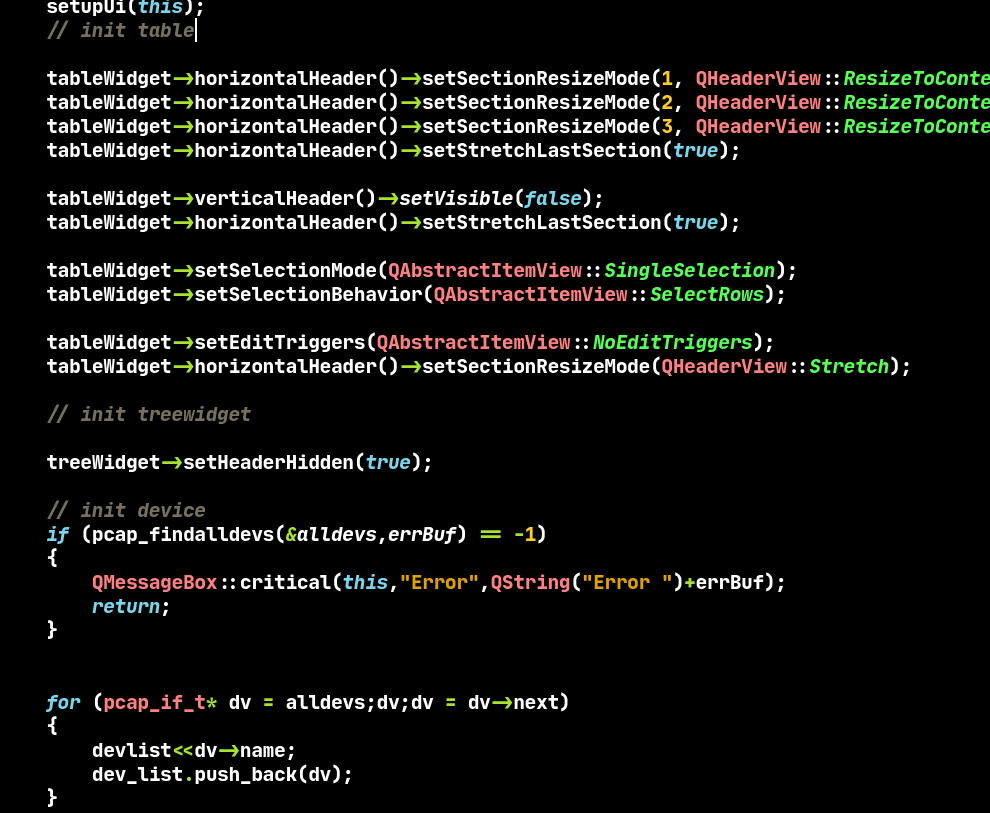 setupUi(this);
// init table
tableWidget->horizontalHeader()->setSectionResizeMode(1, QHeaderView::ResizeToConte
tableWidget->horizontalHeader()->setSectionResizeMode(2, QHeaderView::ResizeToConte
tableWidget->horizontalHeader()->setSectionResizeMode(3, QHeaderView::ResizeToConte
tableWidget->horizontalHeader()->setStretchLastSection(true);
tableWidget->verticalHeader()->setVisible(false);
tableWidget->horizontalHeader()->setStretchLastSection(true);
tableWidget->setSelectionMode(QAbstractItemView::SingleSelection);
tableWidget->setSelectionBehavior(QAbstractItemView::SelectRows);
tableWidget->setEditTriggers(QAbstractItemView::NoEditTriggers);
tableWidget->horizontalHeader()->setSectionResizeMode(QHeaderView::Stretch);
// init treewidget
treeWidget->setHeaderHidden(true);
// init device
if (pcap_findalldevs(&alldevs,errBuf) == -1)
{
QMessageBox::critical(this,"Error",QString("Error ")+errBuf);
return;
}
for (pcap_if_t* dv = alldevs;dv;dv = dv->next)
{
devlist<<dv->name;
dev_list.push_back(dv);
}